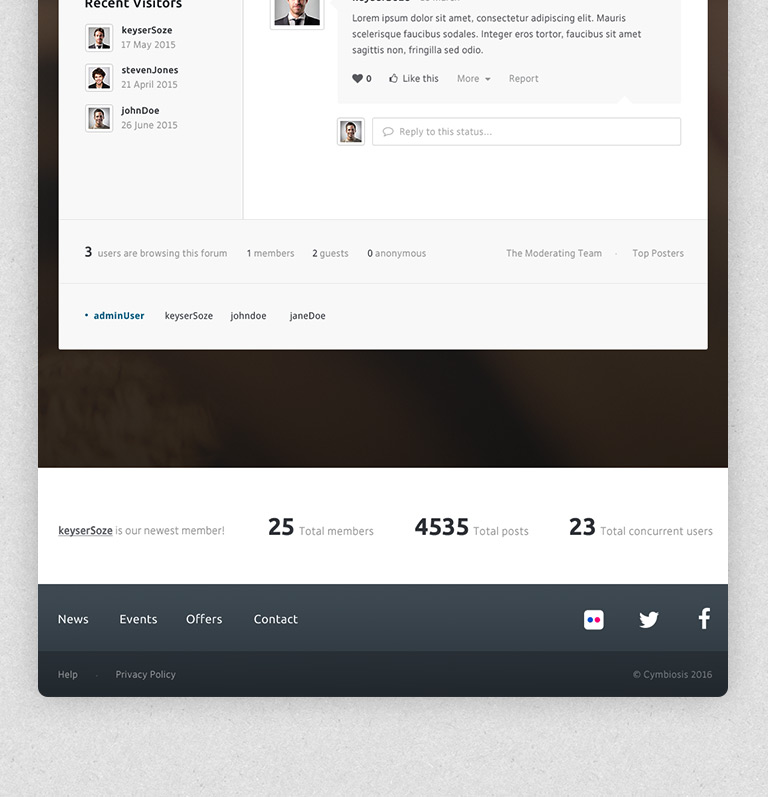 Recent Visitors
keyserSoze
17 May 2015
stevenJones
21 April 2015
johnDoe
26 June 2015
Lorem ipsum dolor sit amet, consectetur adipiscing elit. Mauris
scelerisque faucibus sodales. Integer eros tortor, faucibus sit amet
sagittis non, fringilla sed odio.
0 Like this More Report
Reply to this status...
3 users are browsing this forum 1 members 2 guests 0 anonymous The Moderating Team · Top Posters
• adminUser keyserSoze johndoe janeDoe
keyserSoze is our newest member! 25 Total members 4535 Total posts 23 Total concurrent users
News Events Offers Contact
Help · Privacy Policy © Cymbiosis 2016